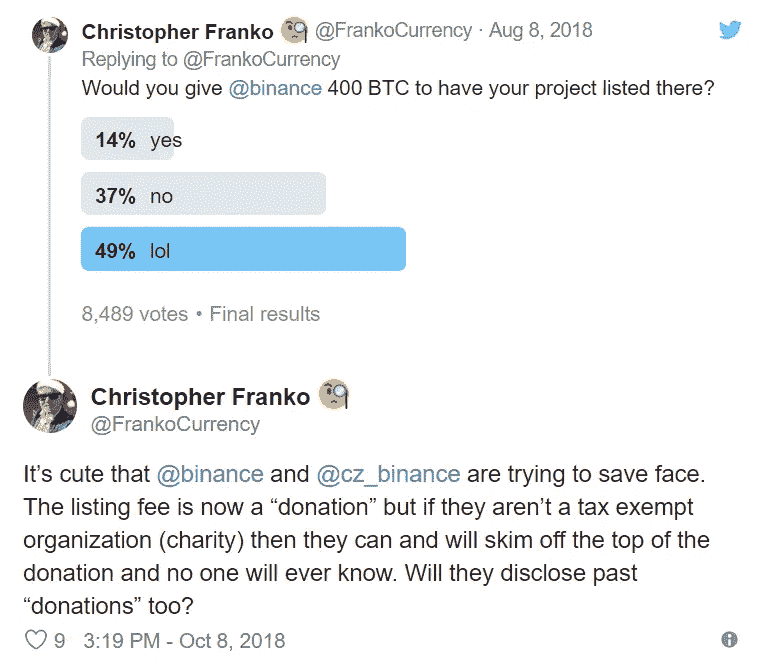 Christopher Franko 🧐 @FrankoCurrency · Aug 8, 2018
Replying to @FrankoCurrency
Would you give @binance 400 BTC to have your project listed there?
14% yes
37% no
49% lol
8,489 votes • Final results
Christopher Franko 🧐
@FrankoCurrency
It’s cute that @binance and @cz_binance are trying to save face.
The listing fee is now a “donation” but if they aren’t a tax exempt
organization (charity) then they can and will skim off the top of the
donation and no one will ever know. Will they disclose past
“donations” too?
9 3:19 PM - Oct 8, 2018